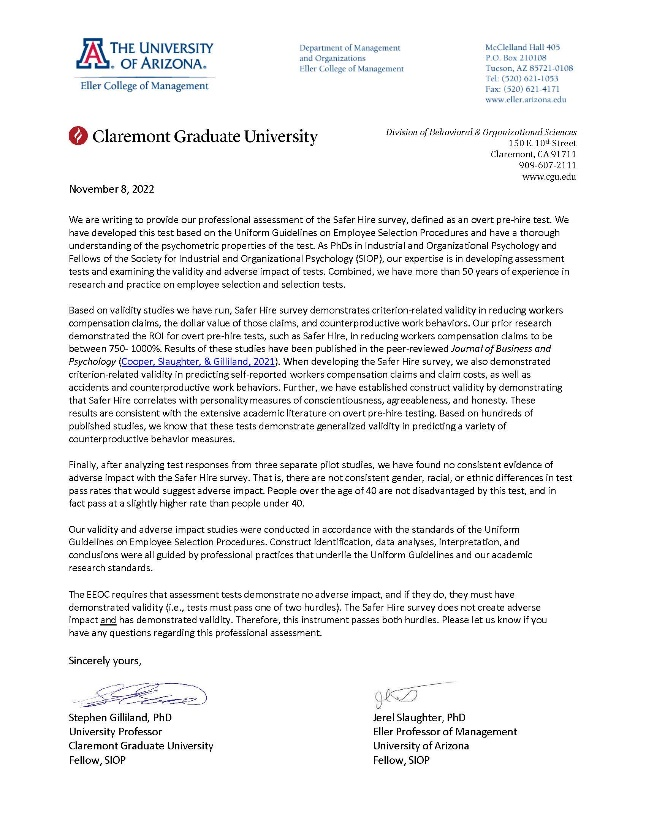 THE UNIVERSITY
OF ARIZONA.
Eller College of Management
Department of Management
and Organizations
Eller College of Management
McClelland Hall 405
P.O. Box 210108
Tucson, AZ 85721-0108
Tel: (520) 621-1053
Fax: (520) 621-4171
www.eller.arizona.edu
Claremont Graduate University
Division of Behavioral & Organizational Sciences
150 E. 10th Street
Claremont, CA 91711
909-607-2111
www.cgu.edu
November 8, 2022
We are writing to provide our professional assessment of the Safer Hire survey, defined as an overt pre-hire test. We
have developed this test based on the Uniform Guidelines on Employee Selection Procedures and have a thorough
understanding of the psychometric properties of the test. As PhDs in Industrial and Organizational Psychology and
Fellows of the Society for Industrial and Organizational Psychology (SIOP), our expertise is in developing assessment
tests and examining the validity and adverse impact of tests. Combined, we have more than 50 years of experience in
research and practice on employee selection and selection tests.
Based on validity studies we have run, Safer Hire survey demonstrates criterion-related validity in reducing workers
compensation claims, the dollar value of those claims, and counterproductive work behaviors. Our prior research
demonstrated the ROI for overt pre-hire tests, such as Safer Hire, in reducing workers compensation claims to be
between 750- 1000%. Results of these studies have been published in the peer-reviewed Journal of Business and
Psychology (Cooper, Slaughter, & Gilliland, 2021). When developing the Safer Hire survey, we also demonstrated
criterion-related validity in predicting self-reported workers compensation claims and claim costs, as well as
accidents and counterproductive work behaviors. Further, we have established construct validity by demonstrating
that Safer Hire correlates with personality measures of conscientiousness, agreeableness, and honesty. These
results are consistent with the extensive academic literature on overt pre-hire testing. Based on hundreds of
published studies, we know that these tests demonstrate generalized validity in predicting a variety of
counterproductive behavior measures.
Finally, after analyzing test responses from three separate pilot studies, we have found no consistent evidence of
adverse impact with the Safer Hire survey. That is, there are not consistent gender, racial, or ethnic differences in test
pass rates that would suggest adverse impact. People over the age of 40 are not disadvantaged by this test, and in
fact pass at a slightly higher rate than people under 40.
Our validity and adverse impact studies were conducted in accordance with the standards of the Uniform
Guidelines on Employee Selection Procedures. Construct identification, data analyses, interpretation, and
conclusions were all guided by professional practices that underlie the Uniform Guidelines and our academic
research standards.
The EEOC requires that assessment tests demonstrate no adverse impact, and if they do, they must have
demonstrated validity (i.e., tests must pass one of two hurdles). The Safer Hire survey does not create adverse
impact and has demonstrated validity. Therefore, this instrument passes both hurdles. Please let us know if you
have any questions regarding this professional assessment.
Sincerely yours,
Stephen Gilliland, PhD
University Professor
Claremont Graduate University
Fellow, SIOP
Jerel Slaughter, PhD
Eller Professor of Management
University of Arizona
Fellow, SIOP